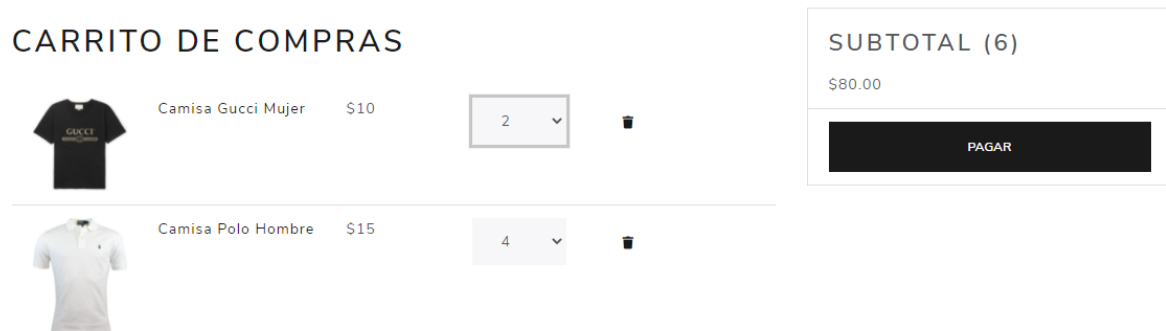 CARRITO DE COMPRAS
GUCCI
Camisa Gucci Mujer $10 2
Camisa Polo Hombre $15 4
SUBTOTAL (6)
$80.00
PAGAR